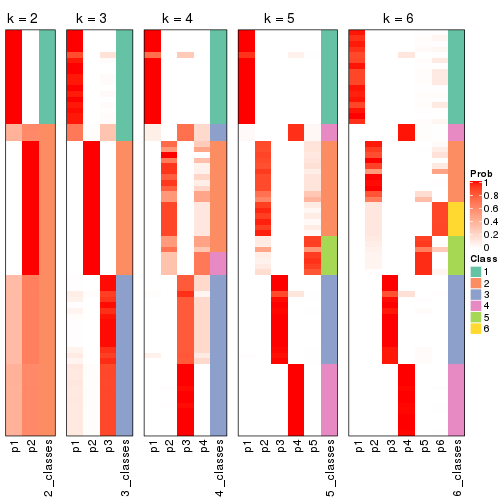 k = 2
k = 3
k = 4
k = 5
k = 6
Prob
1
0.8
0.6
0.4
0.2
0
Class
1
2
3
4
5
6
p1
p2
2_classes
p1
p2
p3
3_classes
p1
p2
p3
p4
4_classes
p1
p2
p3
p4
p5
5_classes
p1
p2
p3
p4
p5
p6
6_classes